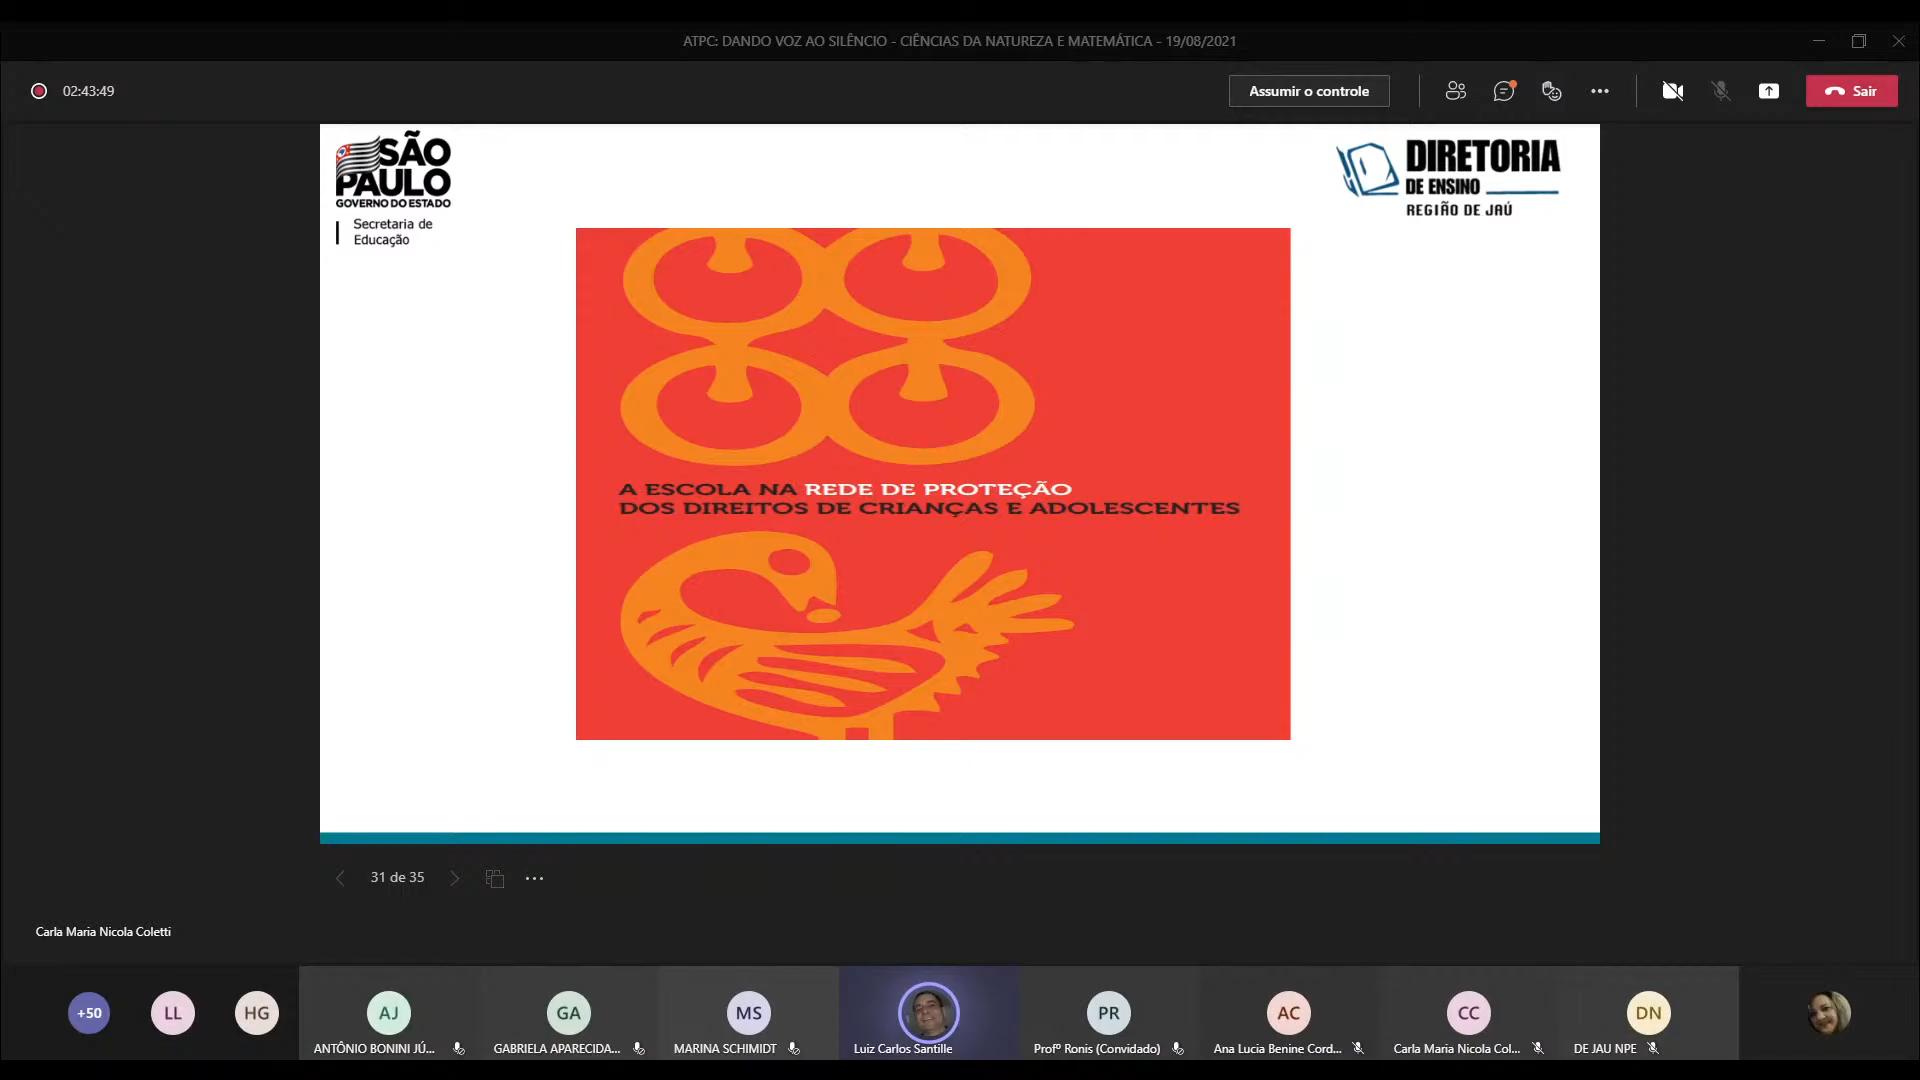 ATPC: DANDO VOZ AO SILÊNCIO - CIÊNCIAS DA NATUREZA E MATEMÁTICA - 19/08/2021
02:43:49
Assumir o controle
Sair
SÃO
PAULO
GOVERNO DO ESTADO
Secretaria de
Educação
DIRETORIA
DE ENSINO
REGIÃO DE JAÚ
A ESCOLA NA REDE DE PROTEÇÃO
DOS DIREITOS DE CRIANÇAS E ADOLESCENTES
31 de 35
Carla Maria Nicola Coletti
+50
LL
HG
AJ
GA
MS
PR
AC
CC
DN
ANTÔNIO BONINI JÚ...
GABRIELA APARECIDA...
MARINA SCHIMIDT
Luiz Carlos Santille
Profº Ronis (Convidado)
Ana Lucia Benine Cord...
Carla Maria Nicola Col...
DE JAU NPE